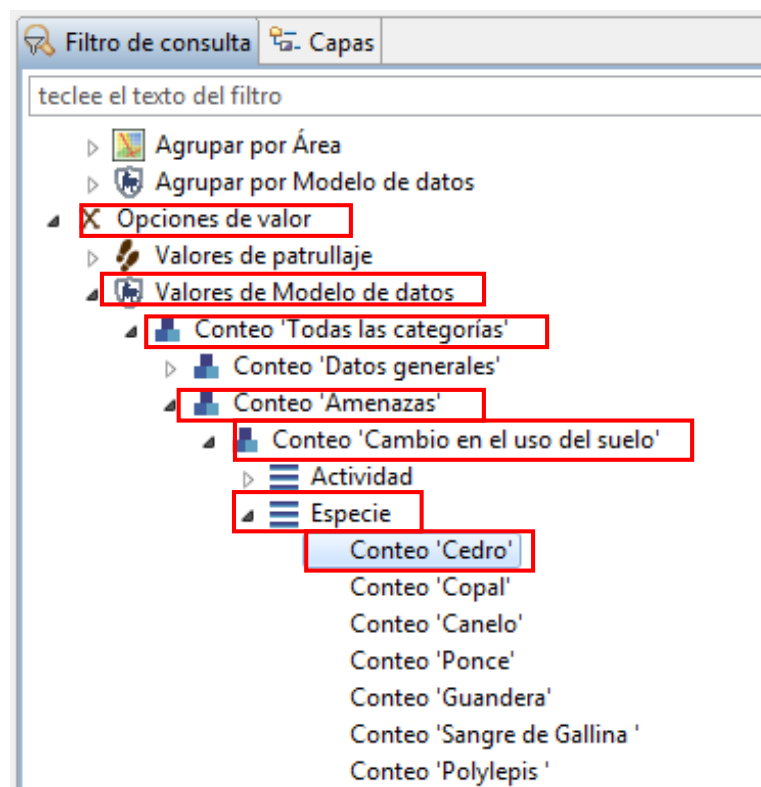 Filtro de consulta Capas
teclee el texto del filtro
Agrupar por Área
Agrupar por Modelo de datos
Opciones de valor
Valores de patrullaje
Valores de Modelo de datos
Conteo 'Todas las categorías'
Conteo 'Datos generales'
Conteo 'Amenazas'
Conteo 'Cambio en el uso del suelo'
Actividad
Especie
Conteo 'Cedro'
Conteo 'Copal'
Conteo 'Canelo'
Conteo 'Ponce'
Conteo 'Guandera'
Conteo 'Sangre de Gallina '
Conteo 'Polylepis '